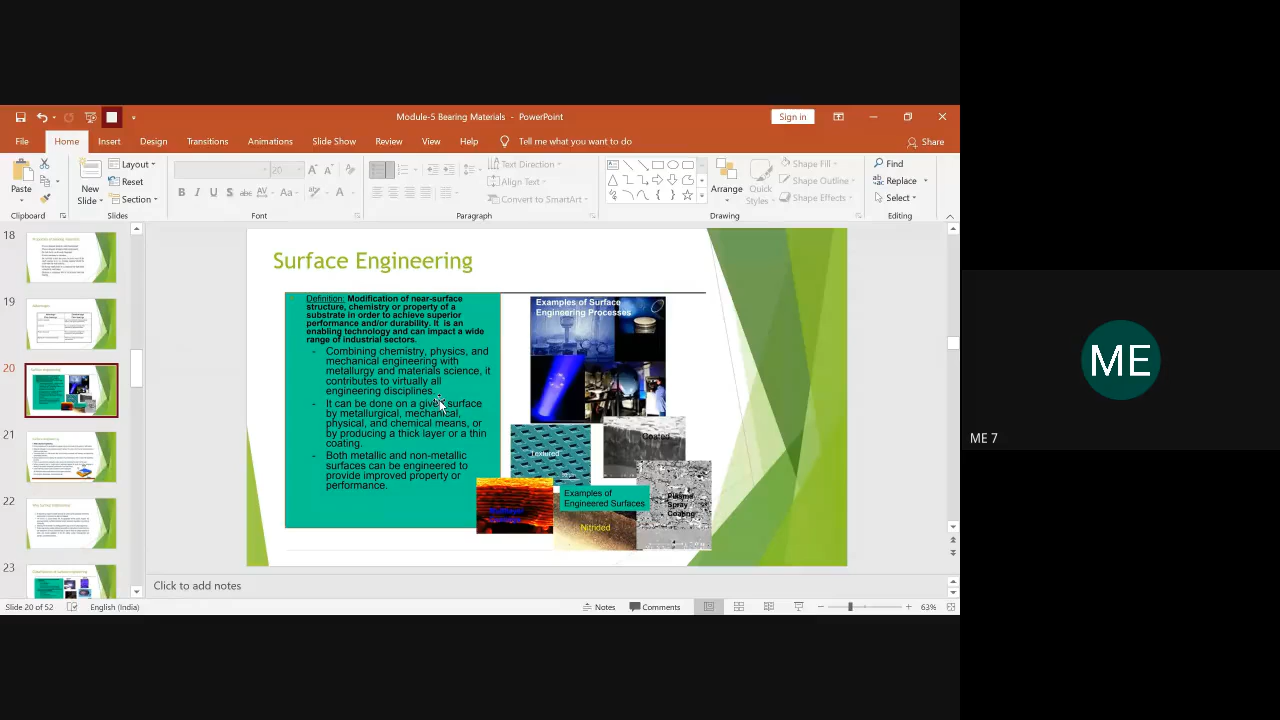 Module-5 Bearing Materials - PowerPoint
Sign in
File Home Insert Design Transitions Animations Slide Show Review View Help Tell me what you want to do Share
Paste
New Slide
Layout
Reset
Section
20
Text Direction
Align Text
Convert to SmartArt
Arrange
Quick Styles
Shape Fill
Shape Outline
Shape Effects
Find
Replace
Select
Clipboard Slides Font Paragraph Drawing Editing
18
19
20
21
22
23
Surface Engineering
Definition: Modification of near-surface
structure, chemistry or property of a
substrate in order to achieve superior
performance and/or durability. It is an
enabling technology and can impact a wide
range of industrial sectors.
- Combining chemistry, physics, and
mechanical engineering with
metallurgy and materials science, it
contributes to virtually all
engineering disciplines.
- It can be done on a given surface
by metallurgical, mechanical,
physical, and chemical means, or
by producing a thick layer or a thin
coating.
- Both metallic and non-metallic
surfaces can be engineered to
provide improved property or
performance.
Examples of Surface
Engineering Processes
Textured
Coated
Examples of
Engineered Surfaces
Plasma
Spray
Coating
Nitrided
Click to add notes
Slide 20 of 52 English (India) Notes Comments 63%
ME
ME 7